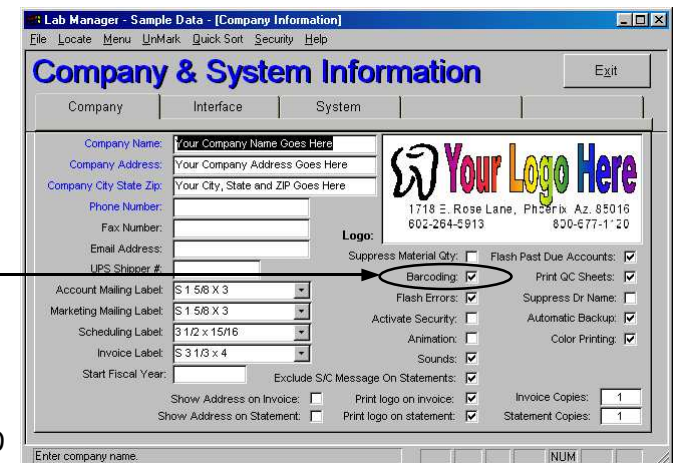 Lab Manager - Sample Data - [Company Information]
File Locate Menu UnMark Quick Sort Security Help
Company & System Information
Exit
Company Interface System
Company Name: Your Company Name Goes Here
Company Address: Your Company Address Goes Here
Company City State Zip: Your City, State and ZIP Goes Here
Phone Number:
Fax Number:
Email Address:
UPS Shipper #:
Account Mailing Label: S 1 5/8 X 3
Marketing Mailing Label: S 1 5/8 X 3
Scheduling Label: 3 1/2 x 15/16
Invoice Label: S 3 1/3 x 4
Start Fiscal Year:
Logo:
Your Logo Here
1718 E. Rose Lane, Phoenix Az. 85016
602-264-5913 800-677-1120
Suppress Material Qty: Flash Past Due Accounts:
Barcoding: Print QC Sheets:
Flash Errors: Suppress Dr Name:
Activate Security: Automatic Backup:
Animation: Color Printing:
Sounds:
Exclude S/C Message On Statements:
Show Address on Invoice: Print logo on invoice: Invoice Copies: 1
Show Address on Statement: Print logo on statement: Statement Copies: 1
Enter company name. NUM